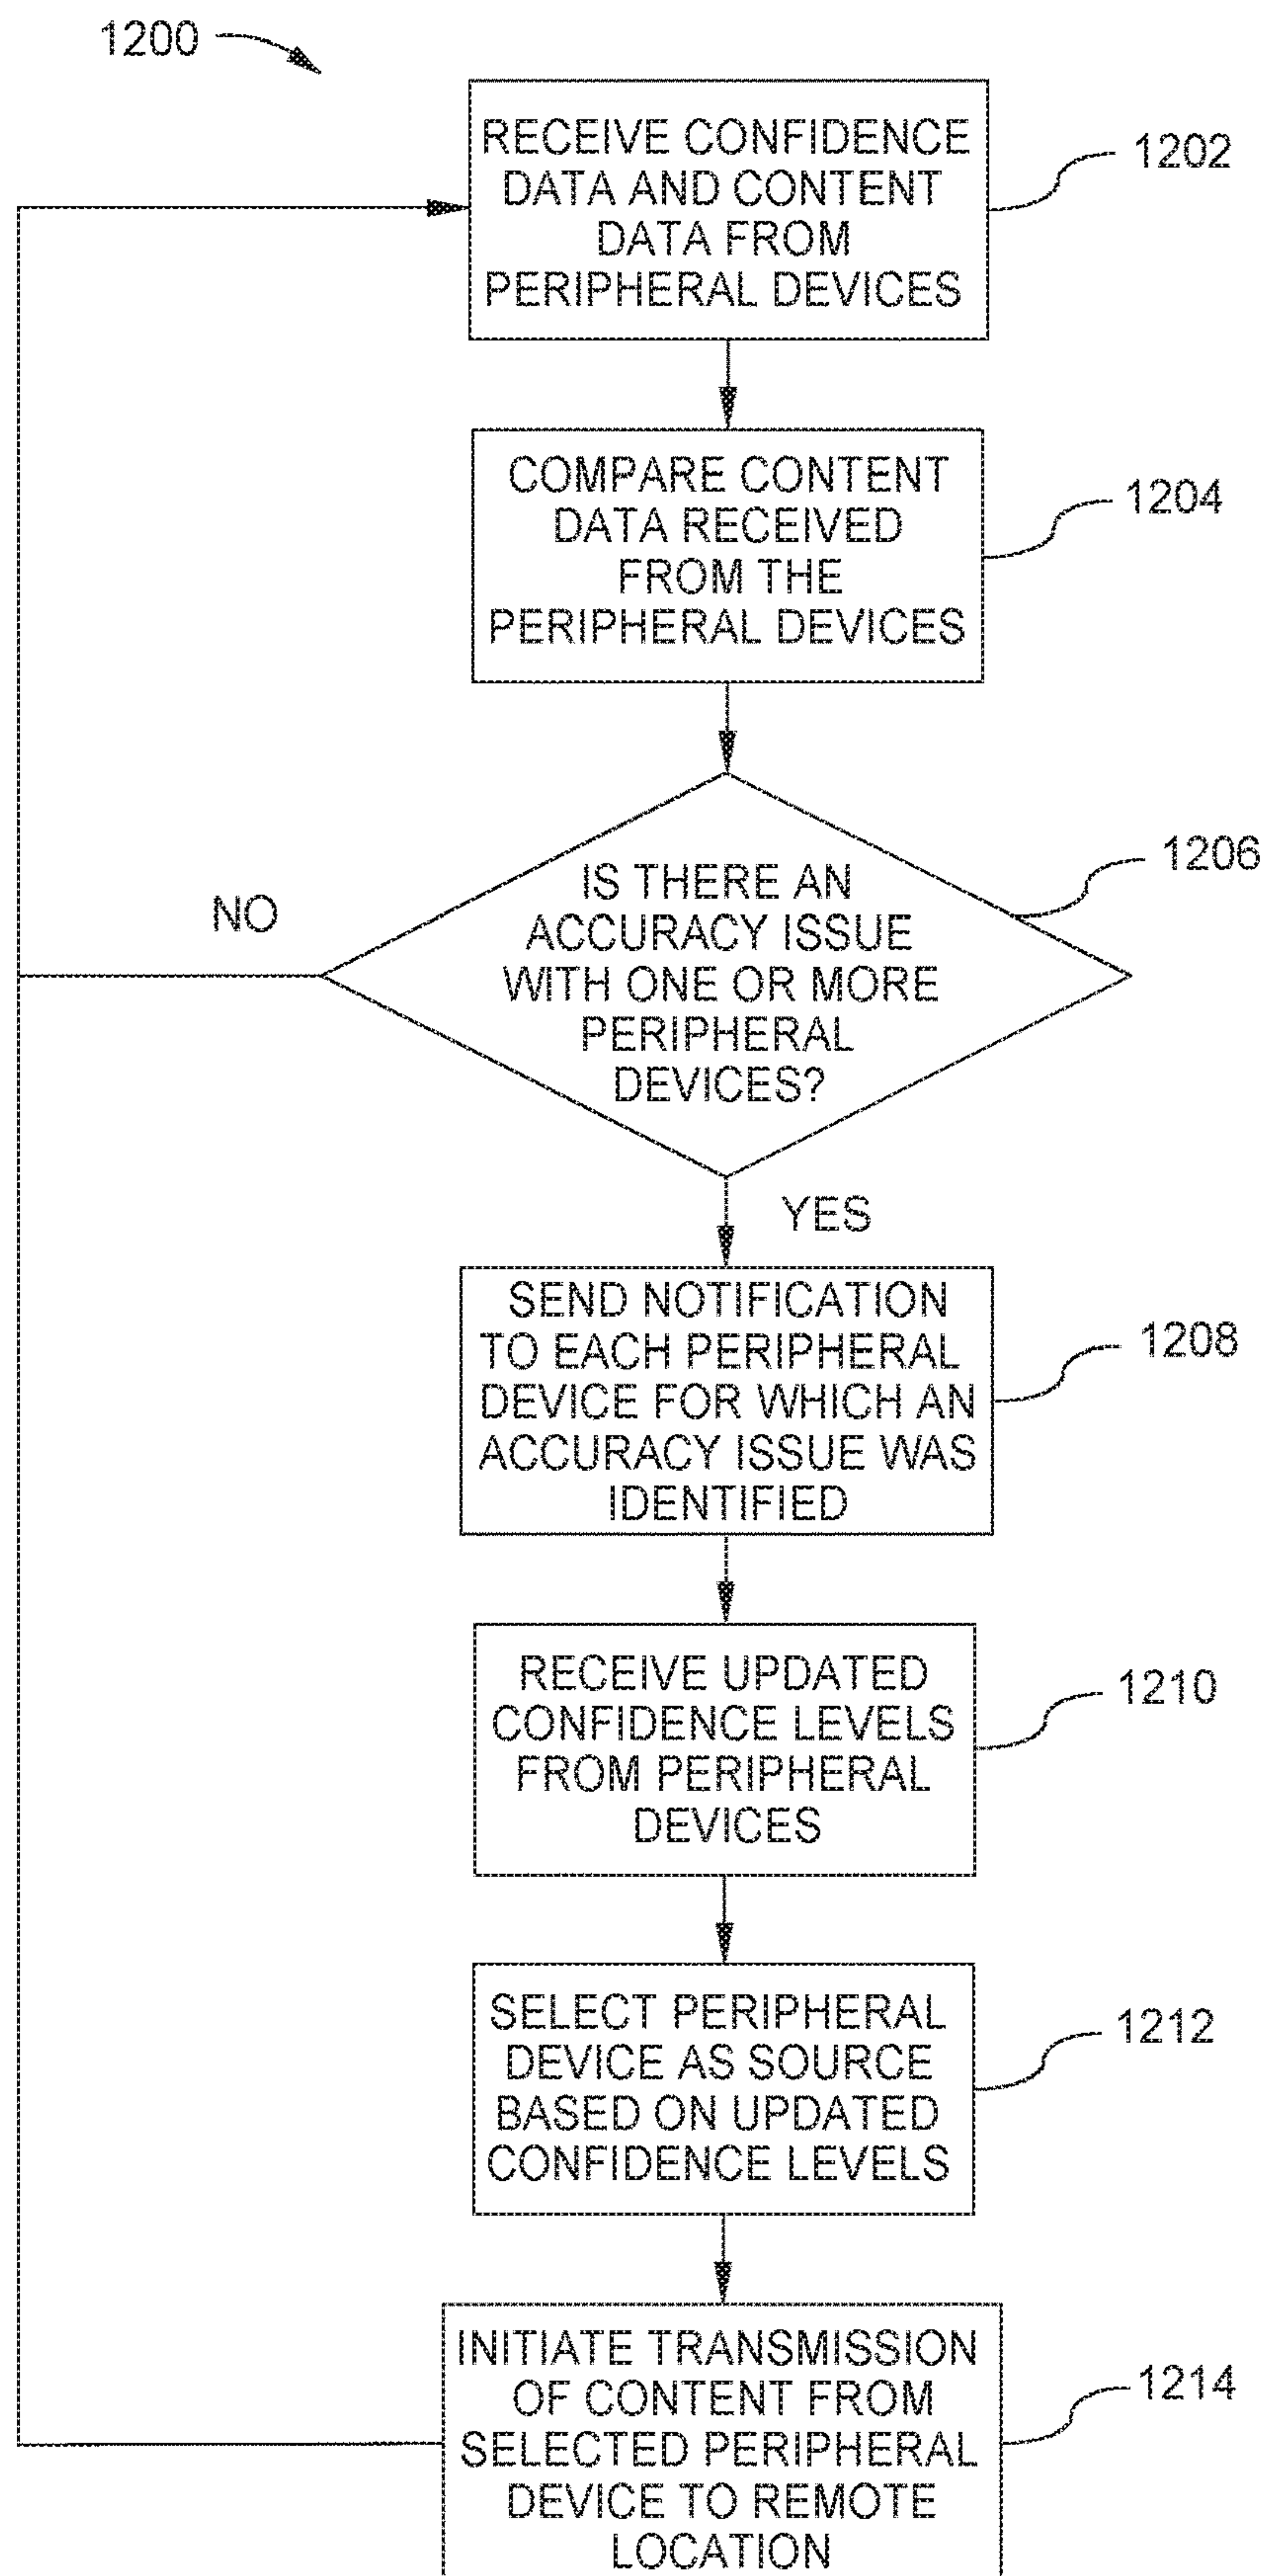 1200
RECEIVE CONFIDENCE
DATA AND CONTENT
DATA FROM
PERIPHERAL DEVICES
1202
COMPARE CONTENT
DATA RECEIVED
FROM THE
PERIPHERAL DEVICES
1204
IS THERE AN
ACCURACY ISSUE
WITH ONE OR MORE
PERIPHERAL
DEVICES?
1206
NO
YES
SEND NOTIFICATION
TO EACH PERIPHERAL
DEVICE FOR WHICH AN
ACCURACY ISSUE WAS
IDENTIFIED
1208
RECEIVE UPDATED
CONFIDENCE LEVELS
FROM PERIPHERAL
DEVICES
1210
SELECT PERIPHERAL
DEVICE AS SOURCE
BASED ON UPDATED
CONFIDENCE LEVELS
1212
INITIATE TRANSMISSION
OF CONTENT FROM
SELECTED PERIPHERAL
DEVICE TO REMOTE
LOCATION
1214